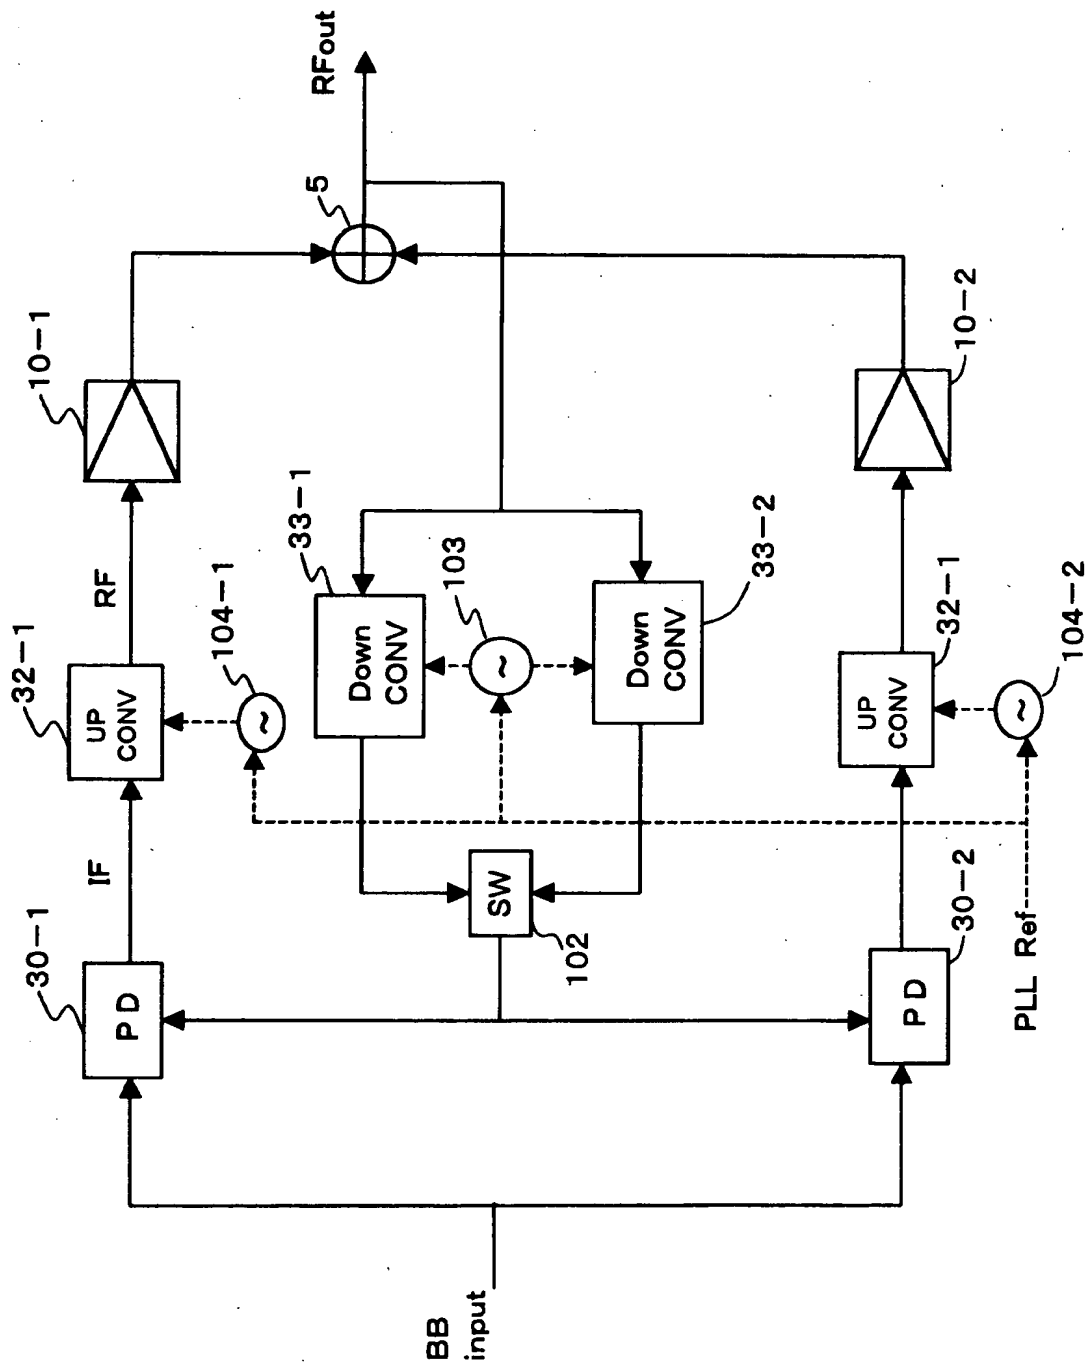 BB
input
30-1
PD
IF
32-1
UP
CONV
RF
104-1
~
10-1
5
RFout
33-1
Down
CONV
103
~
Down
CONV
33-2
SW
102
PD
30-2
PLL Ref
UP
CONV
32-1
~
104-2
10-2